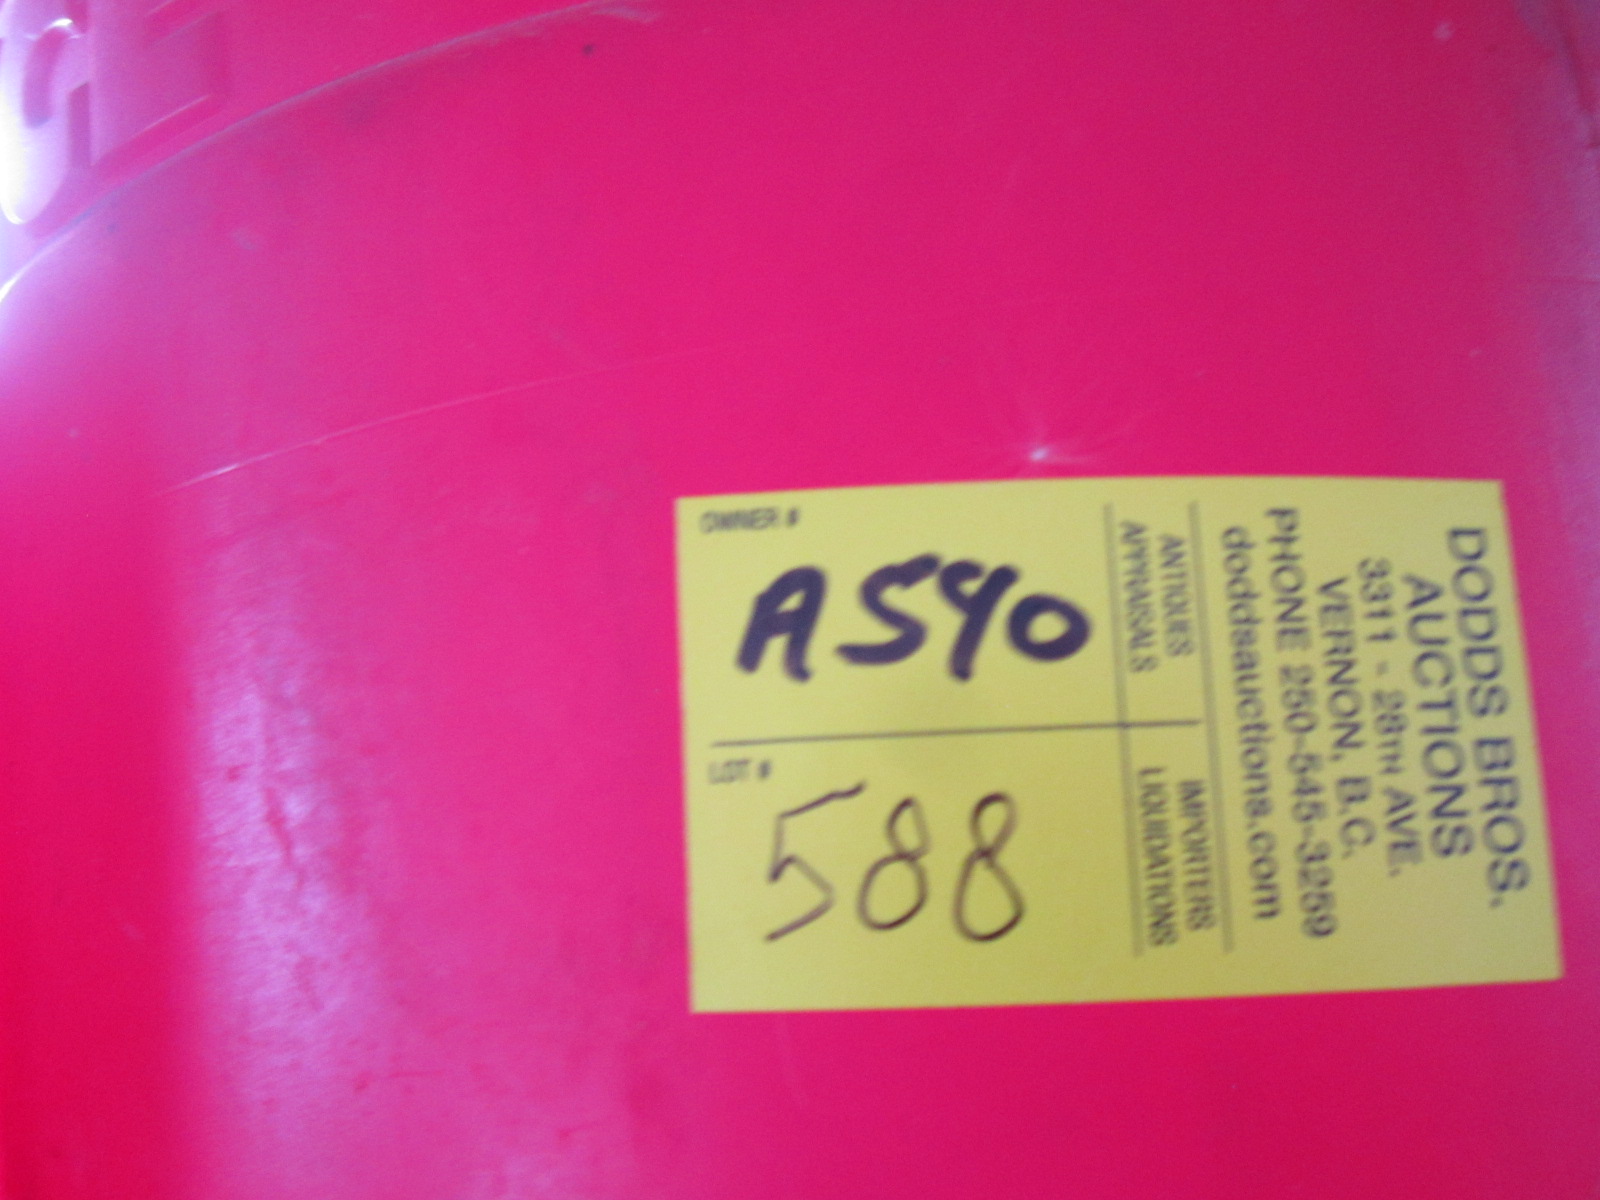 DODDS BROS.
AUCTIONS
3311 - 28TH AVE.
VERNON, B.C.
PHONE 250-545-3259
doddsauctions.com
ANTIQUES
APPRAISALS
IMPORTERS
LIQUIDATIONS
OWNER #
A540
LOT #
588